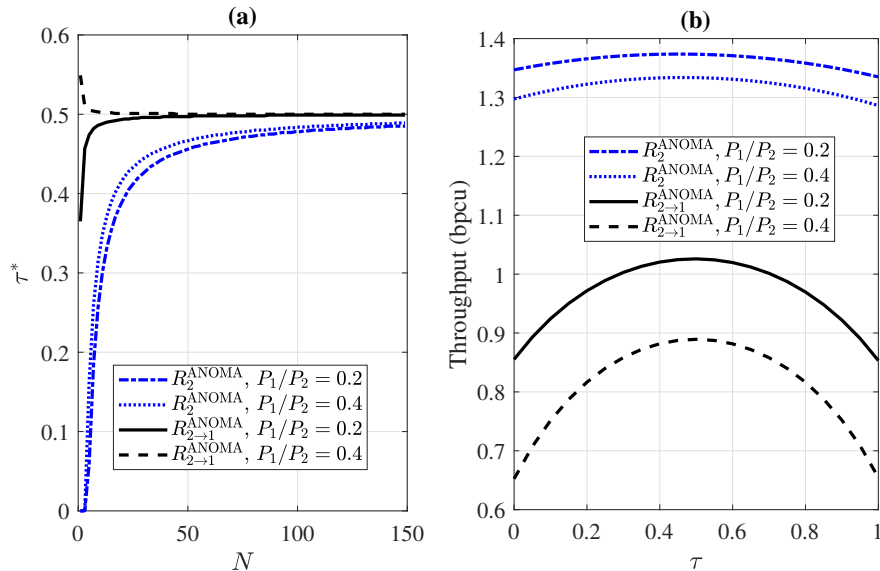 (a)
0.6
0.5
0.4
0.3
0.2
0.1
0
τ*
0
50
100
150
N
R_2^ANOMA, P_1/P_2 = 0.2
R_2^ANOMA, P_1/P_2 = 0.4
R_{2→1}^ANOMA, P_1/P_2 = 0.2
R_{2→1}^ANOMA, P_1/P_2 = 0.4
(b)
1.4
1.3
1.2
1.1
1
0.9
0.8
0.7
0.6
Throughput (bpcu)
0
0.2
0.4
0.6
0.8
1
τ
R_2^ANOMA, P_1/P_2 = 0.2
R_2^ANOMA, P_1/P_2 = 0.4
R_{2→1}^ANOMA, P_1/P_2 = 0.2
R_{2→1}^ANOMA, P_1/P_2 = 0.4